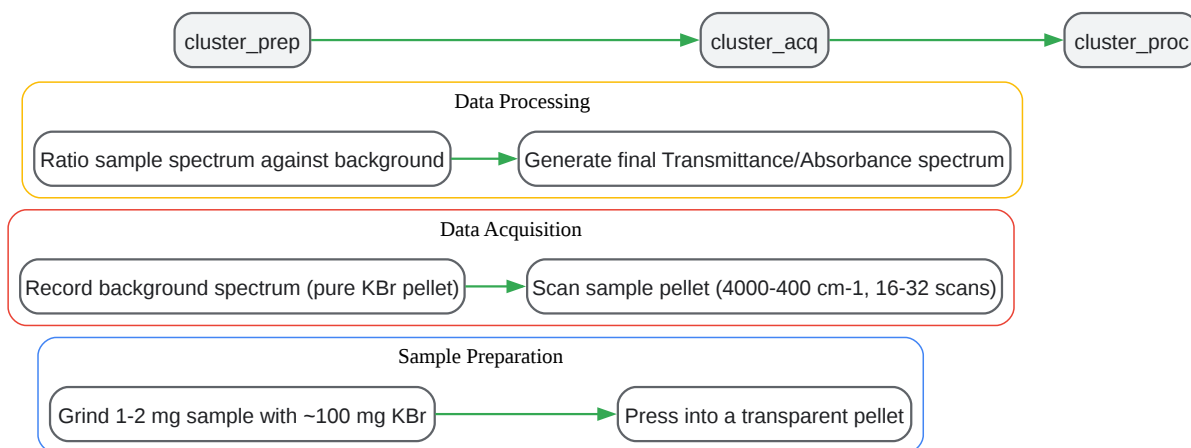 cluster_prep
cluster_acq
cluster_proc
Data Processing
Ratio sample spectrum against background
Generate final Transmittance/Absorbance spectrum
Data Acquisition
Record background spectrum (pure KBr pellet)
Scan sample pellet (4000-400 cm-1, 16-32 scans)
Sample Preparation
Grind 1-2 mg sample with ~100 mg KBr
Press into a transparent pellet